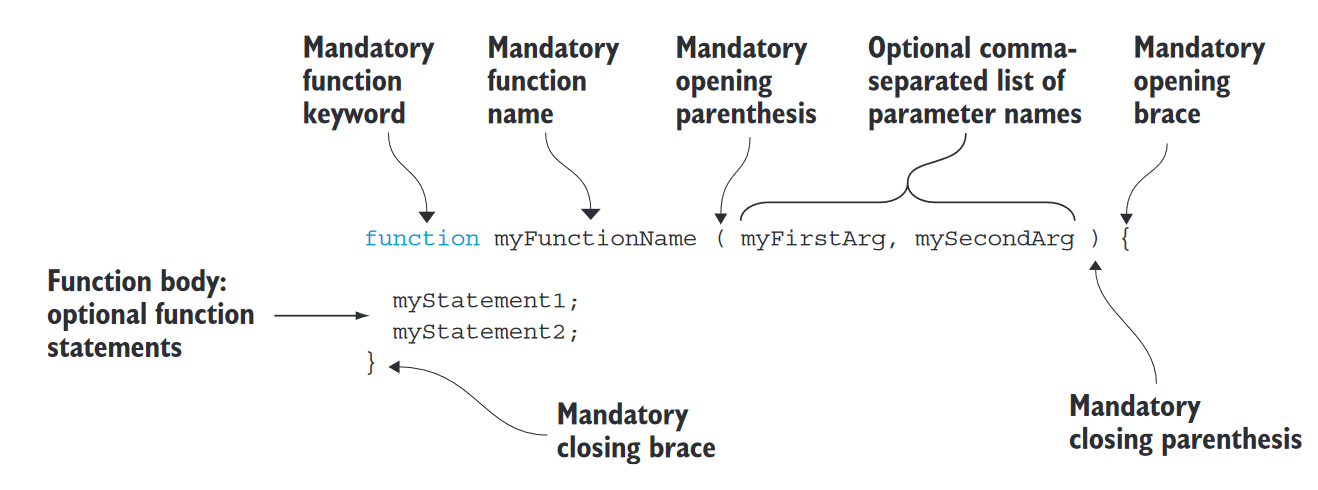 Mandatory
function
keyword
Mandatory
function
name
Mandatory
opening
parenthesis
Optional comma-
separated list of
parameter names
Mandatory
opening
brace
function myFunctionName ( myFirstArg, mySecondArg ) {
Function body:
optional function
statements
myStatement1;
myStatement2;
}
Mandatory
closing brace
Mandatory
closing parenthesis